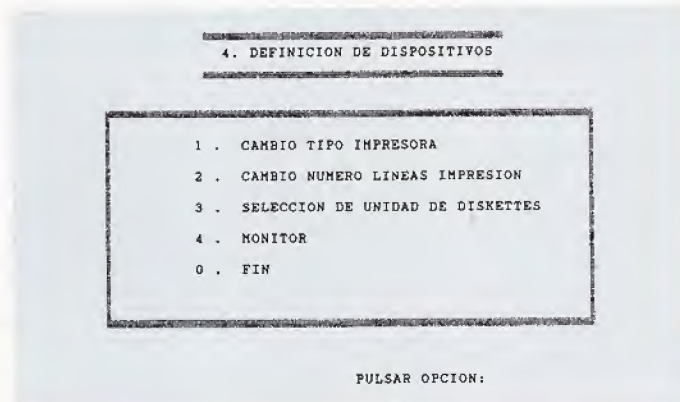 4. DEFINICION DE DISPOSITIVOS
1 . CAMBIO TIPO IMPRESORA
2 . CAMBIO NUMERO LINEAS IMPRESION
3 . SELECCION DE UNIDAD DE DISKETTES
4 . MONITOR
0 . FIN
PULSAR OPCION: